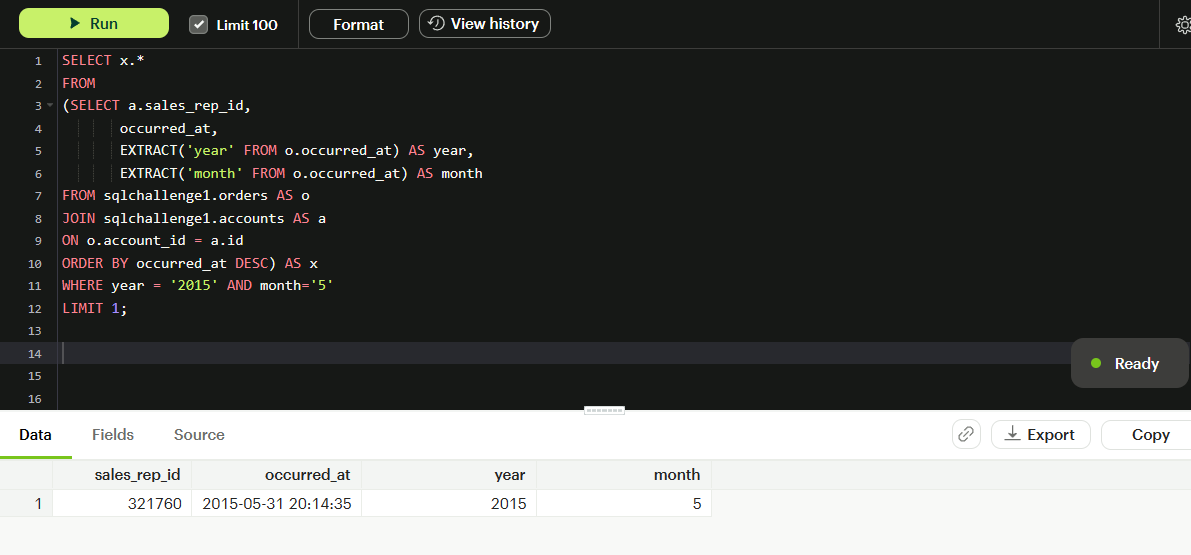 Run Limit 100 Format View history
1 SELECT x.*
2 FROM
3 (SELECT a.sales_rep_id,
4 occurred_at,
5 EXTRACT('year' FROM o.occurred_at) AS year,
6 EXTRACT('month' FROM o.occurred_at) AS month
7 FROM sqlchallenge1.orders AS o
8 JOIN sqlchallenge1.accounts AS a
9 ON o.account_id = a.id
10 ORDER BY occurred_at DESC) AS x
11 WHERE year = '2015' AND month='5'
12 LIMIT 1;
13
14
Ready
15
16
Data Fields Source Export Copy
sales_rep_id occurred_at year month
1 321760 2015-05-31 20:14:35 2015 5